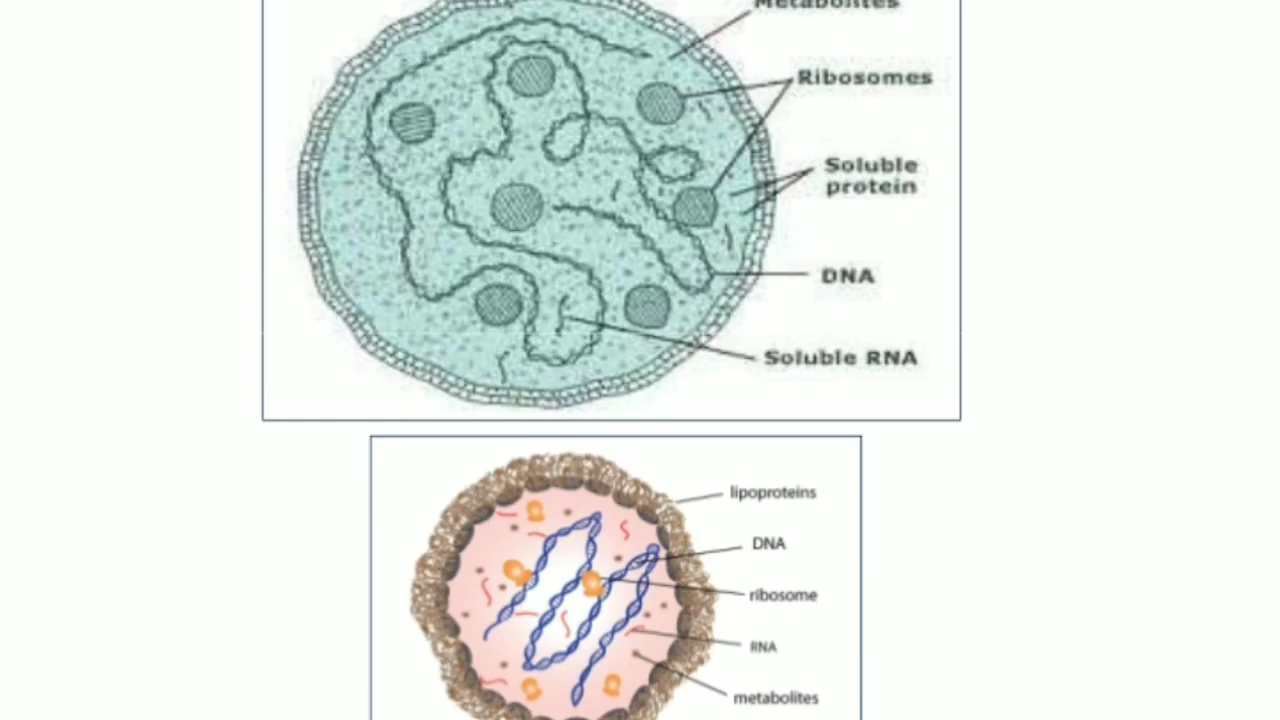 Metabolites
Ribosomes
Soluble
protein
DNA
Soluble RNA
lipoproteins
DNA
ribosome
RNA
metabolites